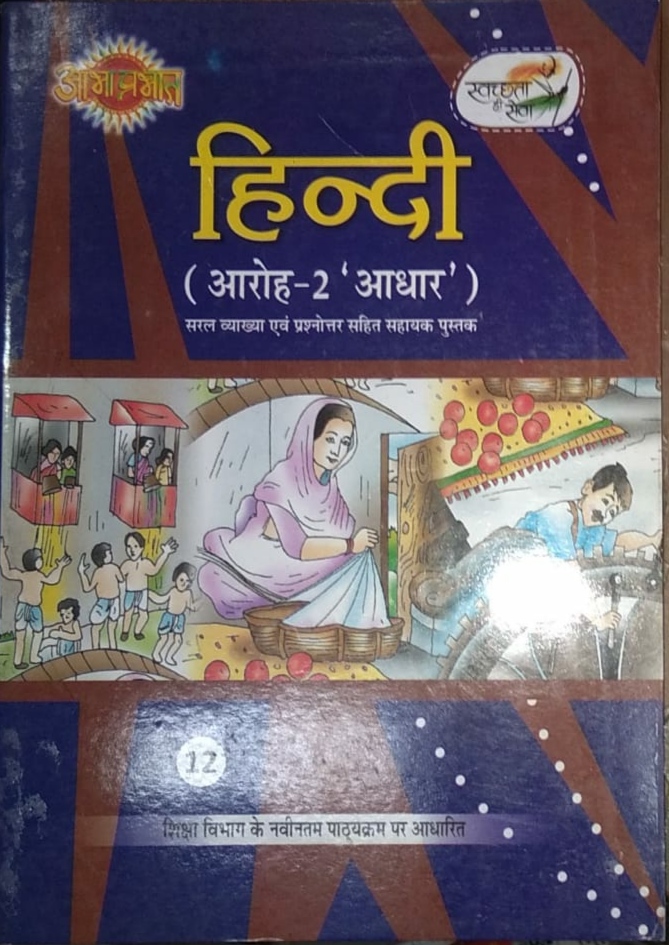 आभा प्रभात
स्वच्छता
ही सेवा
हिन्दी
( आरोह-2 ‘आधार’ )
सरल व्याख्या एवं प्रश्नोत्तर सहित सहायक पुस्तक
12
शिक्षा विभाग के नवीनतम पाठ्यक्रम पर आधारित